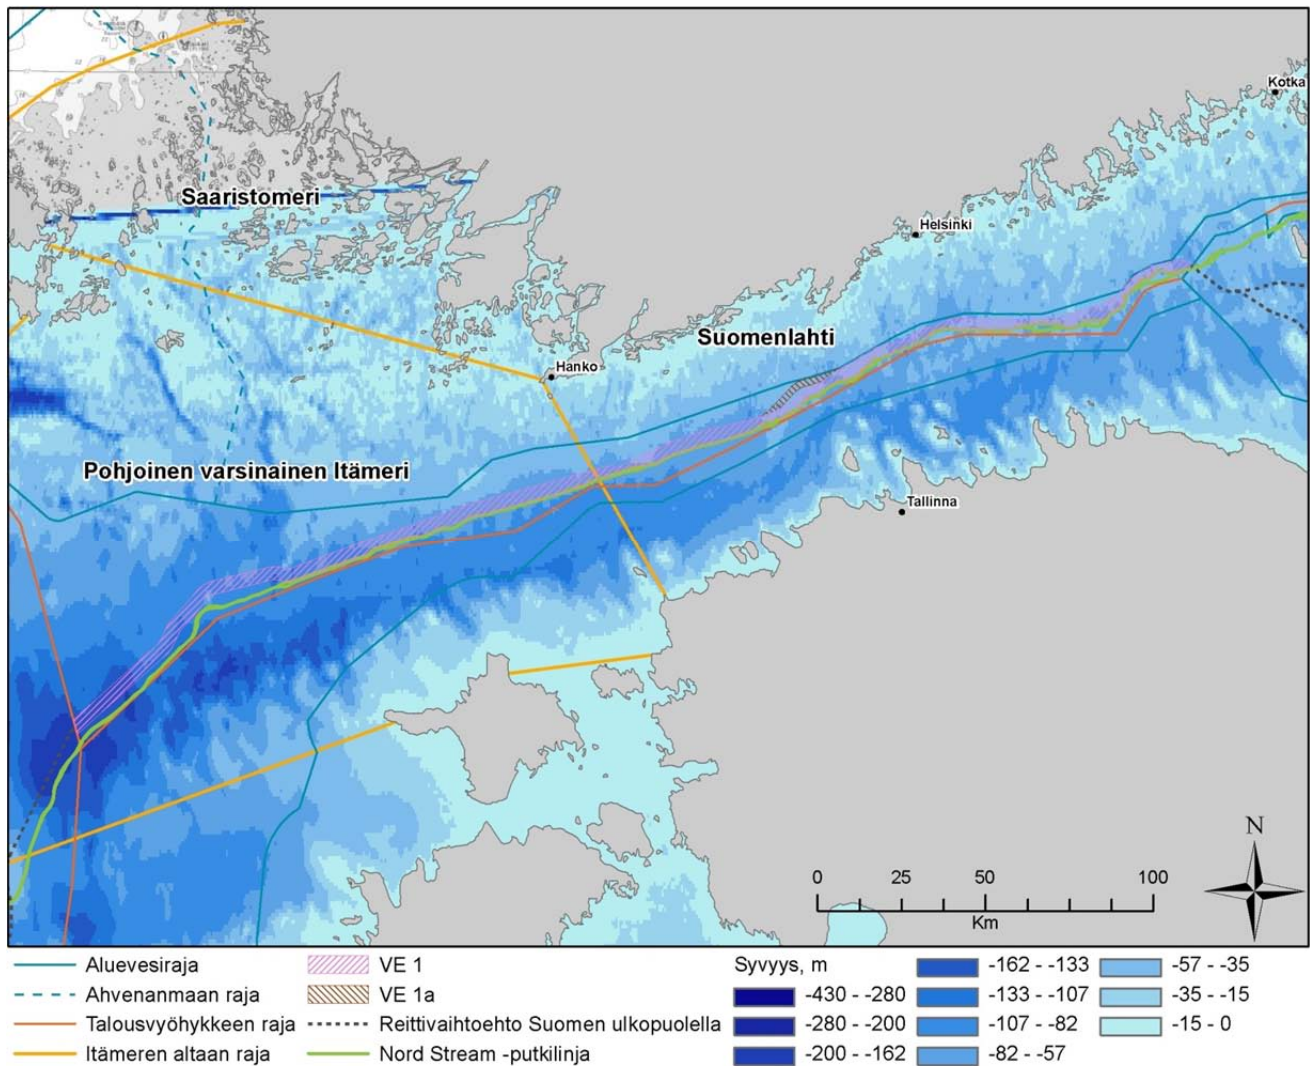 Kotka
Saaristomeri
Helsinki
Suomenlahti
Hanko
Pohjoinen varsinainen Itämeri
Tallinna
N
0 25 50 100
Km
Aluevesiraja
Ahvenanmaan raja
Talousvyöhykkeen raja
Itämeren altaan raja
VE 1
VE 1a
Reittivaihtoehto Suomen ulkopuolella
Nord Stream -putkilinja
Syvyys, m
-430 - -280
-280 - -200
-200 - -162
-162 - -133
-133 - -107
-107 - -82
-82 - -57
-57 - -35
-35 - -15
-15 - 0